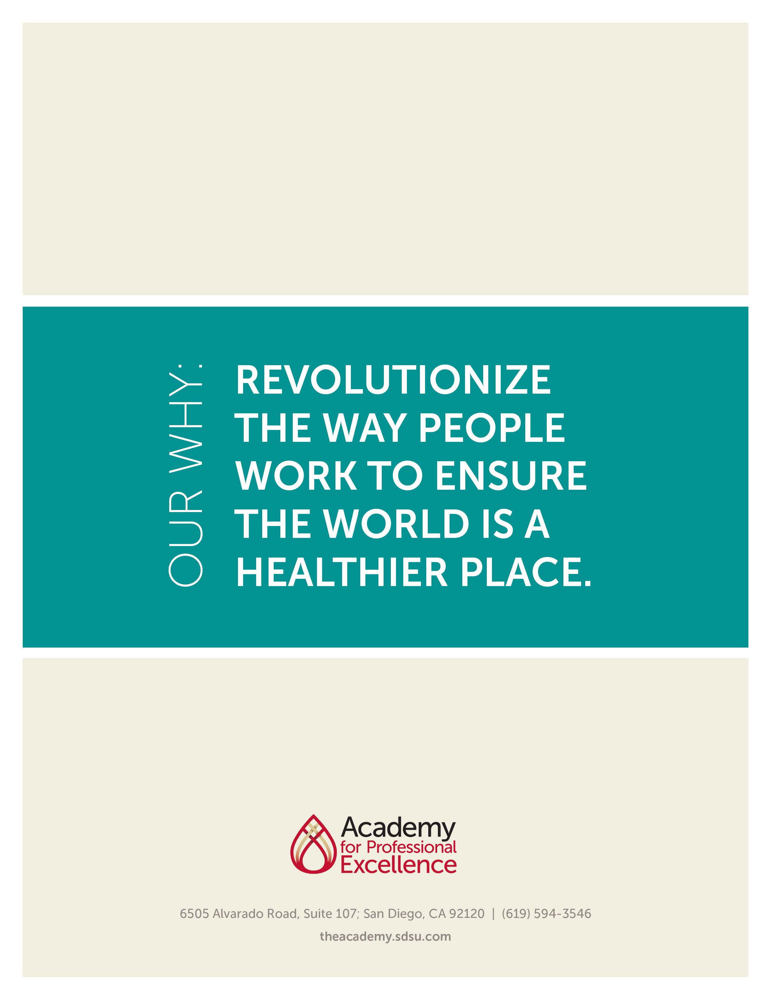 OUR WHY:
REVOLUTIONIZE
THE WAY PEOPLE
WORK TO ENSURE
THE WORLD IS A
HEALTHIER PLACE.
Academy
for Professional
Excellence
6505 Alvarado Road, Suite 107; San Diego, CA 92120 | (619) 594-3546
theacademy.sdsu.com